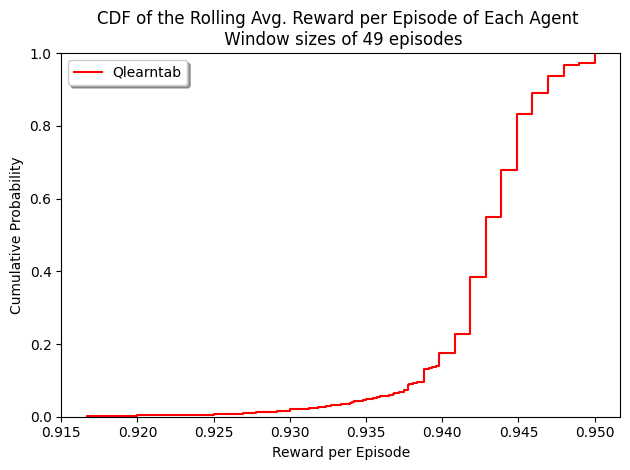 CDF of the Rolling Avg. Reward per Episode of Each Agent
Window sizes of 49 episodes
Qlearntab
1.0
0.8
0.6
0.4
0.2
0.0
Cumulative Probability
0.915 0.920 0.925 0.930 0.935 0.940 0.945 0.950
Reward per Episode